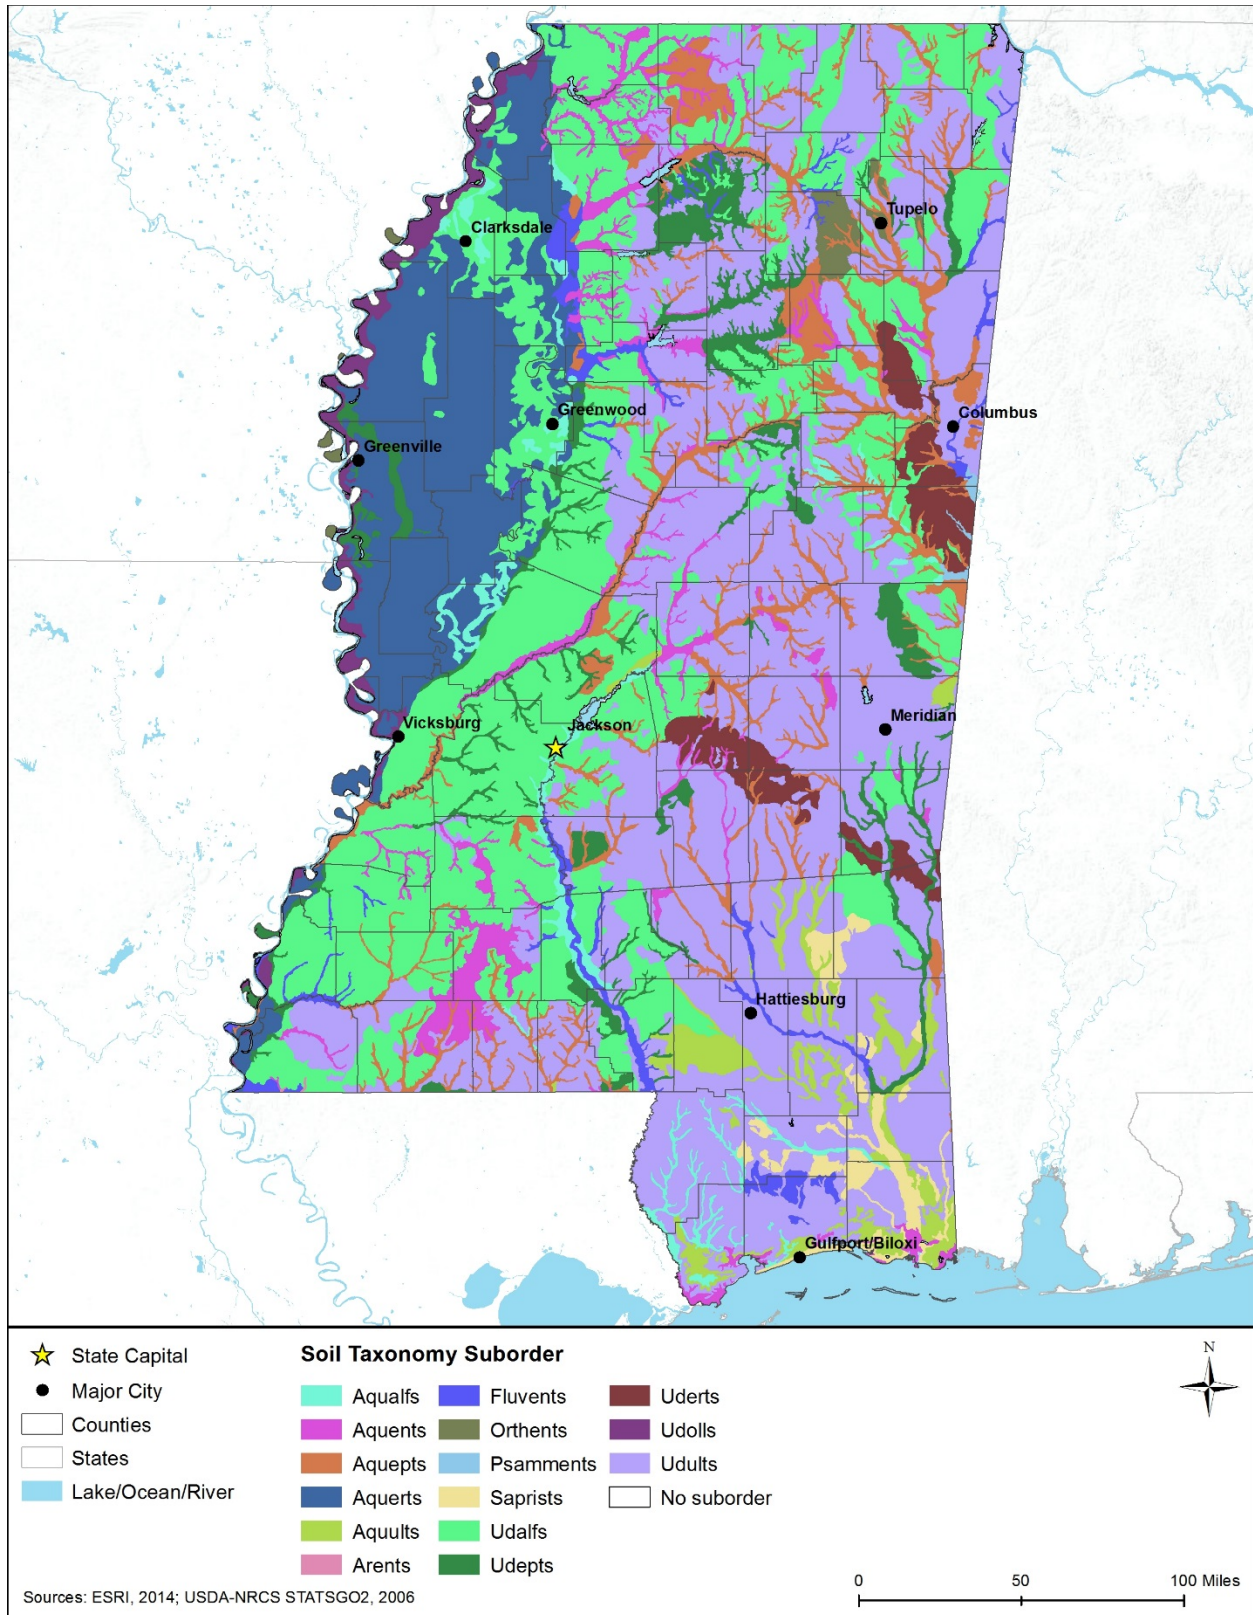 Tupelo
Clarksdale
Greenwood
Columbus
Greenville
Vicksburg
Jackson
Meridian
Hattiesburg
Gulfport/Biloxi
State Capital
Major City
Counties
States
Lake/Ocean/River
Soil Taxonomy Suborder
Aqualfs
Aquents
Aquepts
Aquerts
Aquults
Arents
Fluvents
Orthents
Psamments
Saprists
Udalfs
Udepts
Uderts
Udolls
Udults
No suborder
N
0 50 100 Miles
Sources: ESRI, 2014; USDA-NRCS STATSGO2, 2006